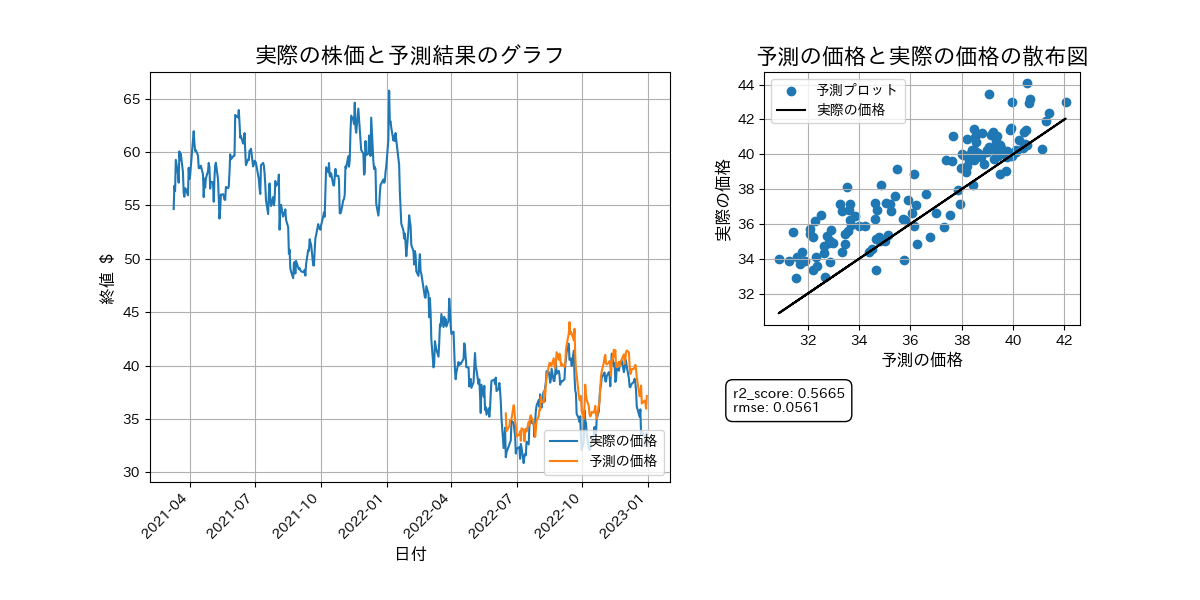 実際の株価と予測結果のグラフ
終値 $
65
60
55
50
45
40
35
30
2021-04
2021-07
2021-10
2022-01
2022-04
2022-07
2022-10
2023-01
日付
実際の価格
予測の価格
予測の価格と実際の価格の散布図
実際の価格
44
42
40
38
36
34
32
32
34
36
38
40
42
予測の価格
予測プロット
実際の価格
r2_score: 0.5665
rmse: 0.0561